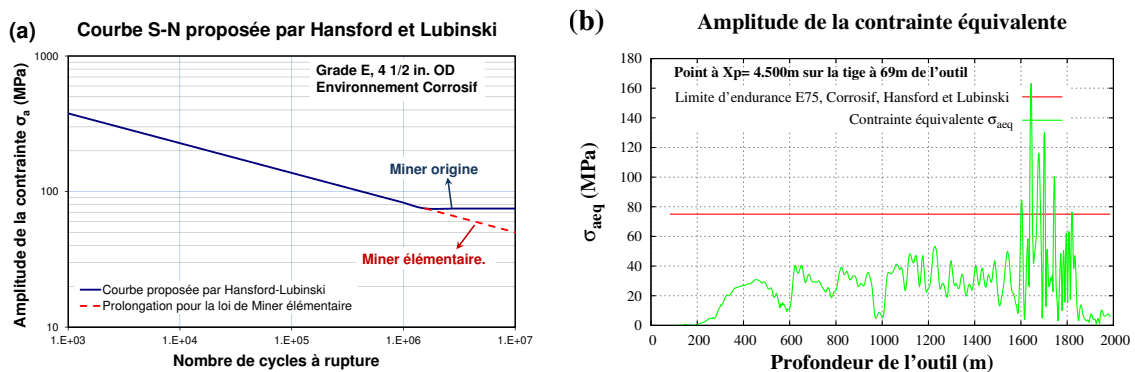 (a)
Courbe S-N proposée par Hansford et Lubinski
Amplitude de la contrainte σa (MPa)
1000
100
10
Grade E, 4 1/2 in. OD
Environnement Corrosif
Miner origine
Miner élémentaire.
Courbe proposée par Hansford-Lubinski
Prolongation pour la loi de Miner élémentaire
1.E+03 1.E+04 1.E+05 1.E+06 1.E+07
Nombre de cycles à rupture
(b)
Amplitude de la contrainte équivalente
σaeq (MPa)
180
160
140
120
100
80
60
40
20
0
Point à Xp= 4.500m sur la tige à 69m de l'outil
Limite d'endurance E75, Corrosif, Hansford et Lubinski
Contrainte équivalente σaeq
0 200 400 600 800 1000 1200 1400 1600 1800 2000
Profondeur de l'outil (m)